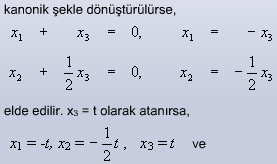 kanonik şekle dönüştürülürse,
x₁ + x₃ = 0, x₁ = − x₃
x₂ + 1/2 x₃ = 0, x₂ = − 1/2 x₃
elde edilir. x₃ = t olarak atanırsa,
x₁ = -t, x₂ = − 1/2 t , x₃ = t ve